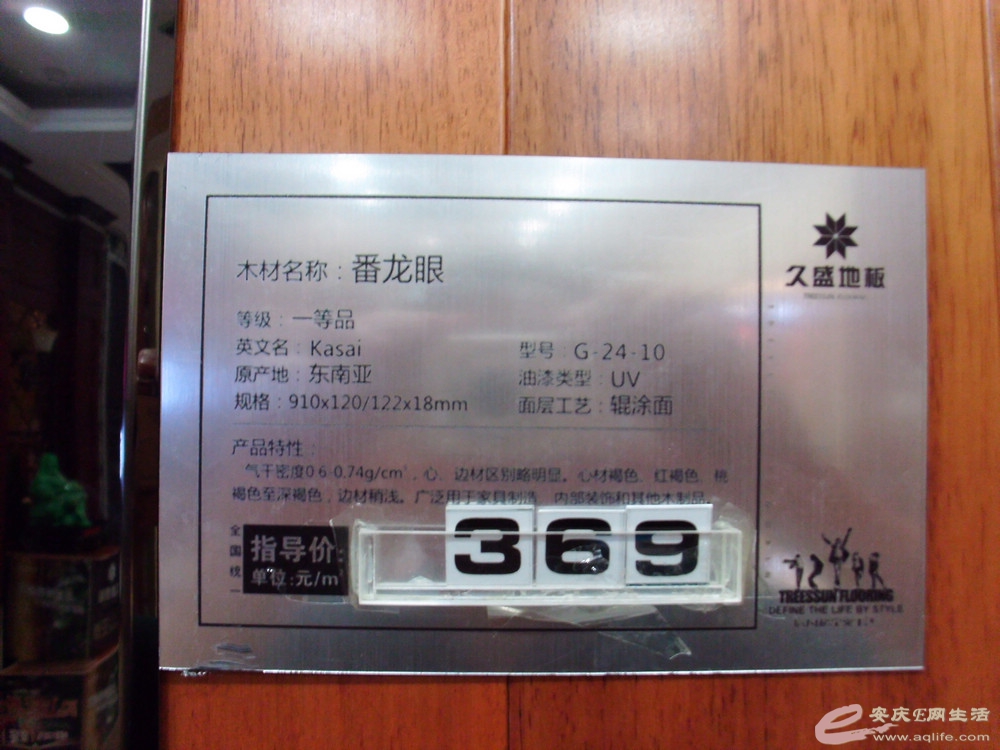 木材名称：番龙眼
等级：一等品
英文名：Kasai
型号：G-24-10
原产地：东南亚
油漆类型：UV
规格：910x120/122x18mm
面层工艺：辊涂面
产品特性：
气干密度0.6-0.74g/cm³，心、边材区别略明显。心材褐色、红褐色、桃
褐色至深褐色，边材稍浅。广泛用于家具制造、内部装饰和其他木制品。
全国统一
指导价：
单位：元/㎡
369
久盛地板
TREESSUN FLOORING
DEFINE THE LIFE BY STYLE
安庆E网生活
www.aqlife.com